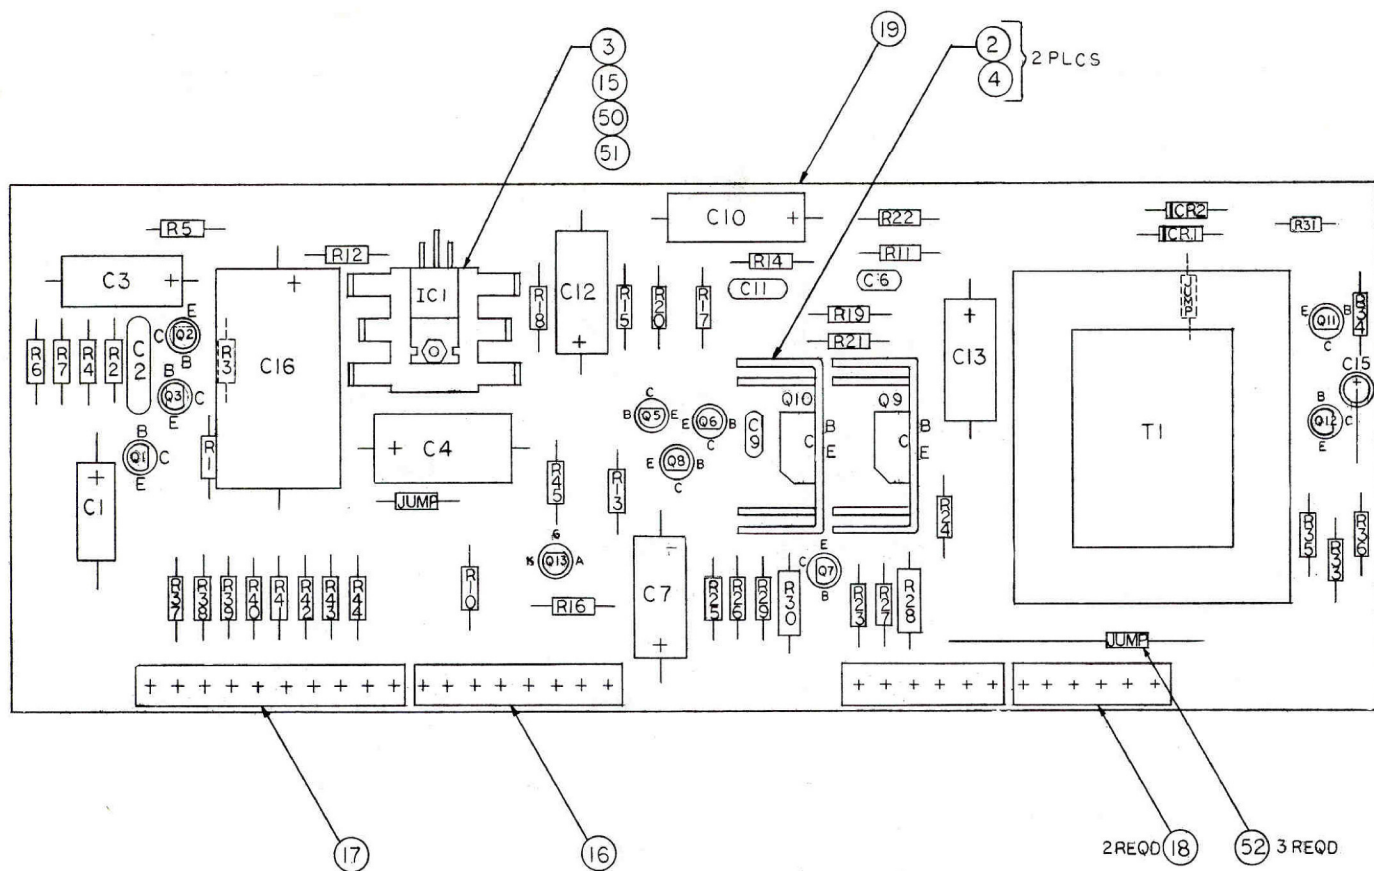 3
15
50
51
19
2
4
2 PLCS
R5
C3
R12
IC1
C10
R22
R11
R14
C11
C6
CR2
CR1
R31
JUMP
R6
R7
R4
R2
C2
E
C
Q2
B
B
Q3
C
E
R3
C16
R18
C12
R15
R20
R17
R19
R21
C13
T1
E
Q11
B
C
R34
C15
B
Q12
C
E
B
Q1
C
E
R1
C1
C4
JUMP
R45
R13
C
B
Q5
E
E
Q6
B
C
E
Q8
B
C
C9
Q10
C
B
E
Q9
C
B
E
R24
R35
R33
R36
R37
R38
R39
R40
R41
R42
R43
R44
R10
G
K
Q13
A
R16
C7
R25
R26
R29
R30
E
C
Q7
B
R23
R27
R28
JUMP
17
16
2 REQD
18
52
3 REQD